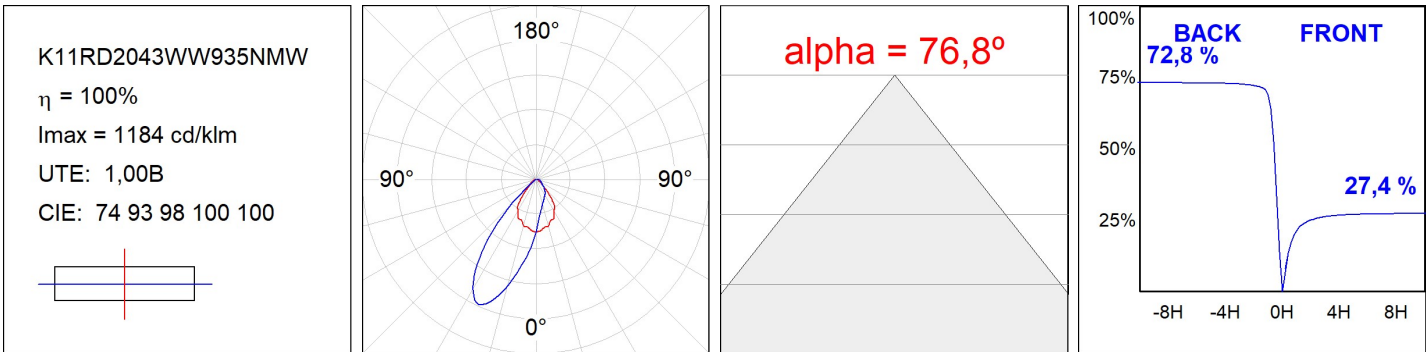 K11RD2043WW935NMW
η = 100%
Imax = 1184 cd/klm
UTE:  1,00B
CIE:  74 93 98 100 100
180°
90°
90°
0°
alpha = 76,8º
100%
BACK
FRONT
72,8 %
75%
50%
27,4 %
25%
-8H
-4H
0H
4H
8H